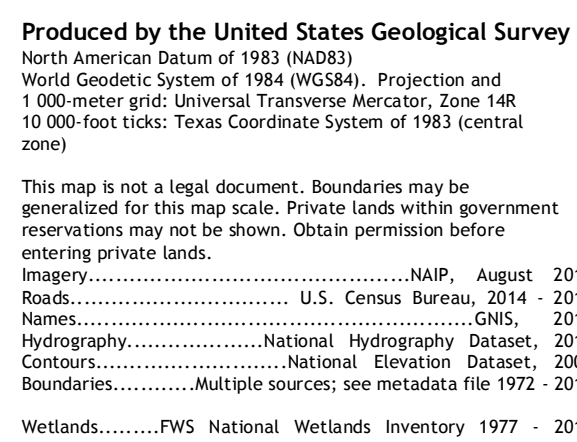 Produced by the United States Geological Survey
North American Datum of 1983 (NAD83)
World Geodetic System of 1984 (WGS84). Projection and
1 000-meter grid: Universal Transverse Mercator, Zone 14R
10 000-foot ticks: Texas Coordinate System of 1983 (central
zone)
This map is not a legal document. Boundaries may be
generalized for this map scale. Private lands within government
reservations may not be shown. Obtain permission before
entering private lands.
Imagery.............................................NAIP, August
Roads................................ U.S. Census Bureau, 2014 -
Names.......................................................GNIS,
Hydrography....................National Hydrography Dataset,
Contours............................National Elevation Dataset,
Boundaries............Multiple sources; see metadata file 1972 -
Wetlands.........FWS National Wetlands Inventory 1977 -